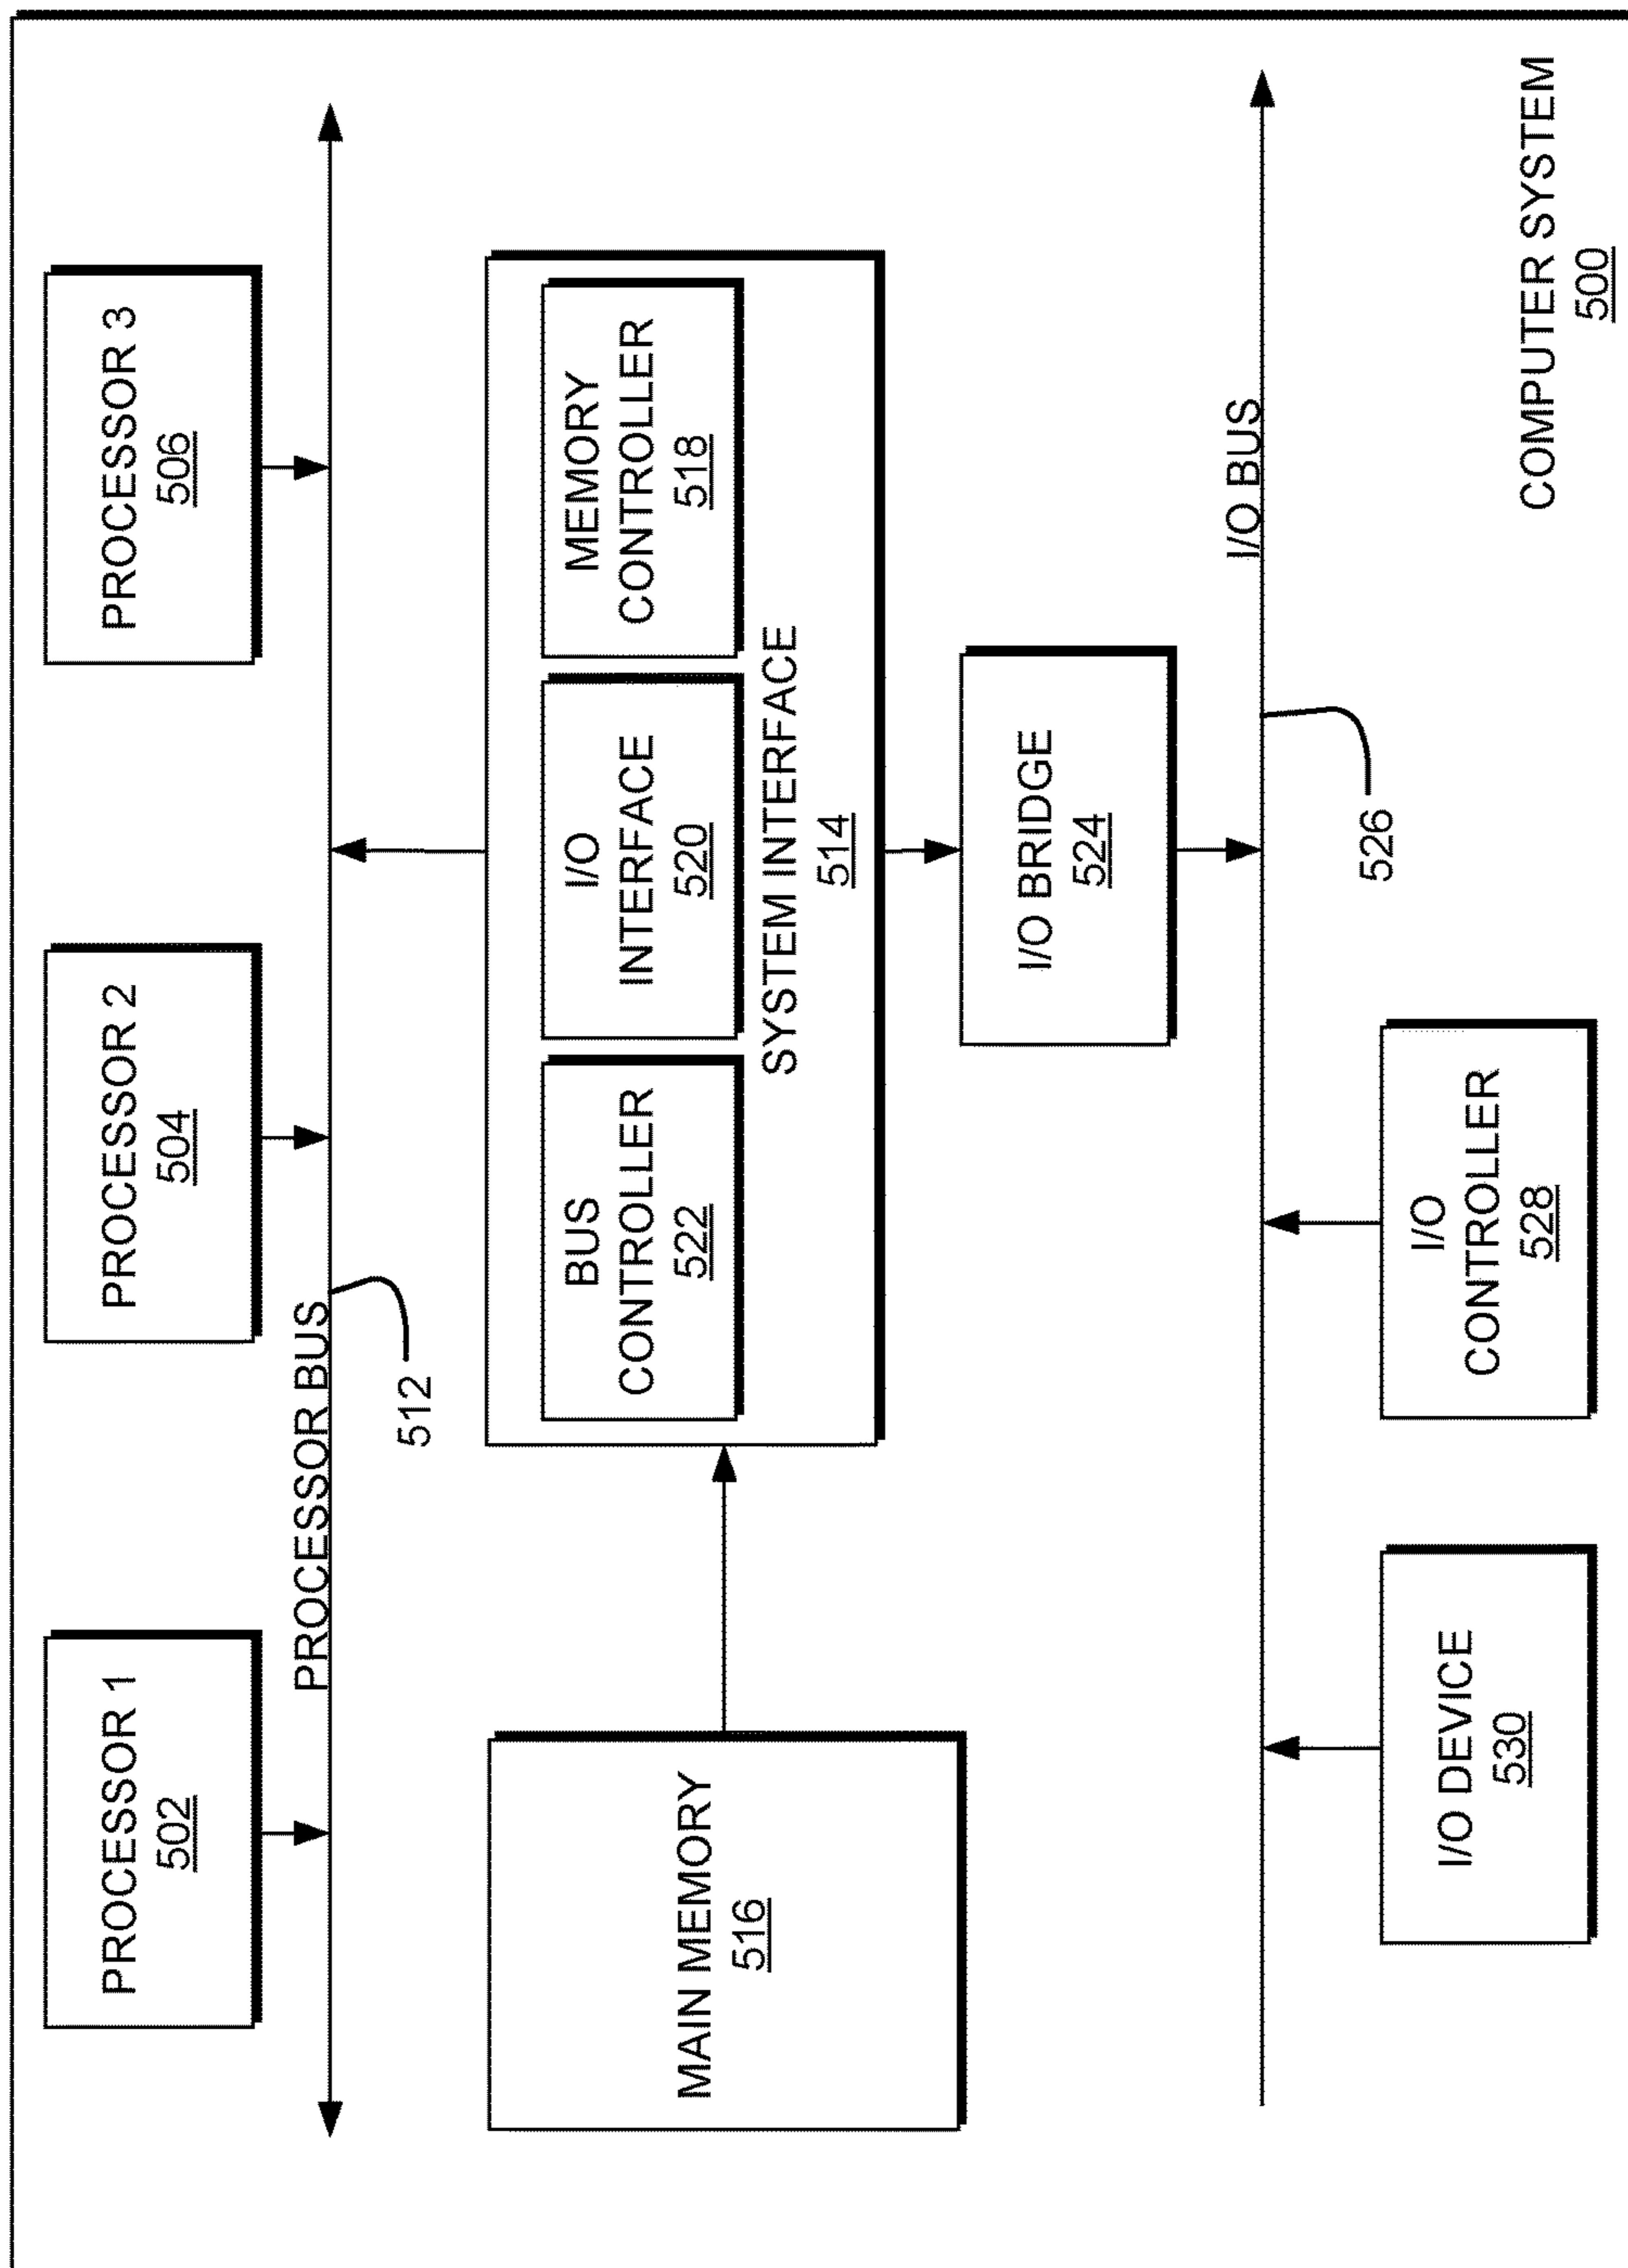 PROCESSOR 1
502
PROCESSOR 2
504
PROCESSOR 3
506
PROCESSOR BUS
512
MAIN MEMORY
516
BUS
CONTROLLER
522
I/O
INTERFACE
520
MEMORY
CONTROLLER
518
SYSTEM INTERFACE
514
I/O BRIDGE
524
I/O BUS
526
I/O DEVICE
530
I/O
CONTROLLER
528
COMPUTER SYSTEM
500